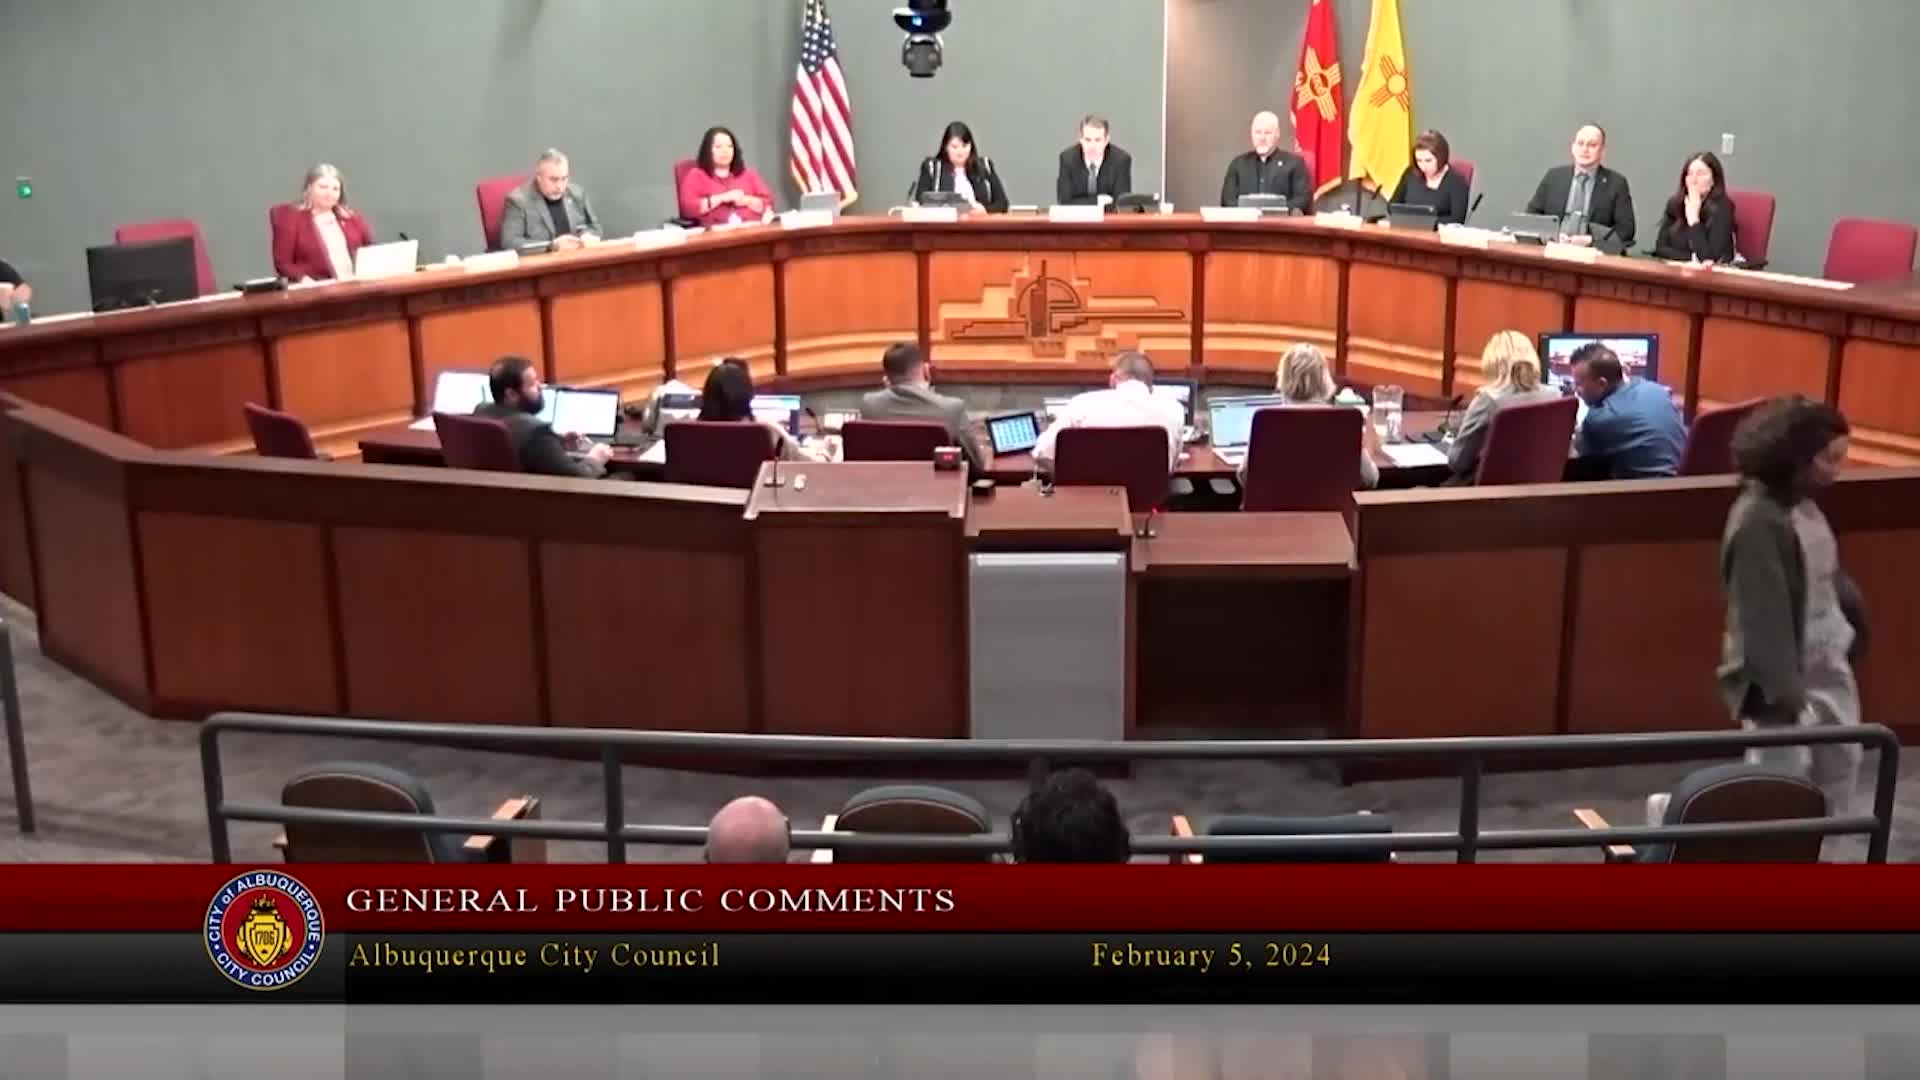 GENERAL PUBLIC COMMENTS
Albuquerque City Council
February 5, 2024
CITY of ALBUQUERQUE
1706
CITY COUNCIL